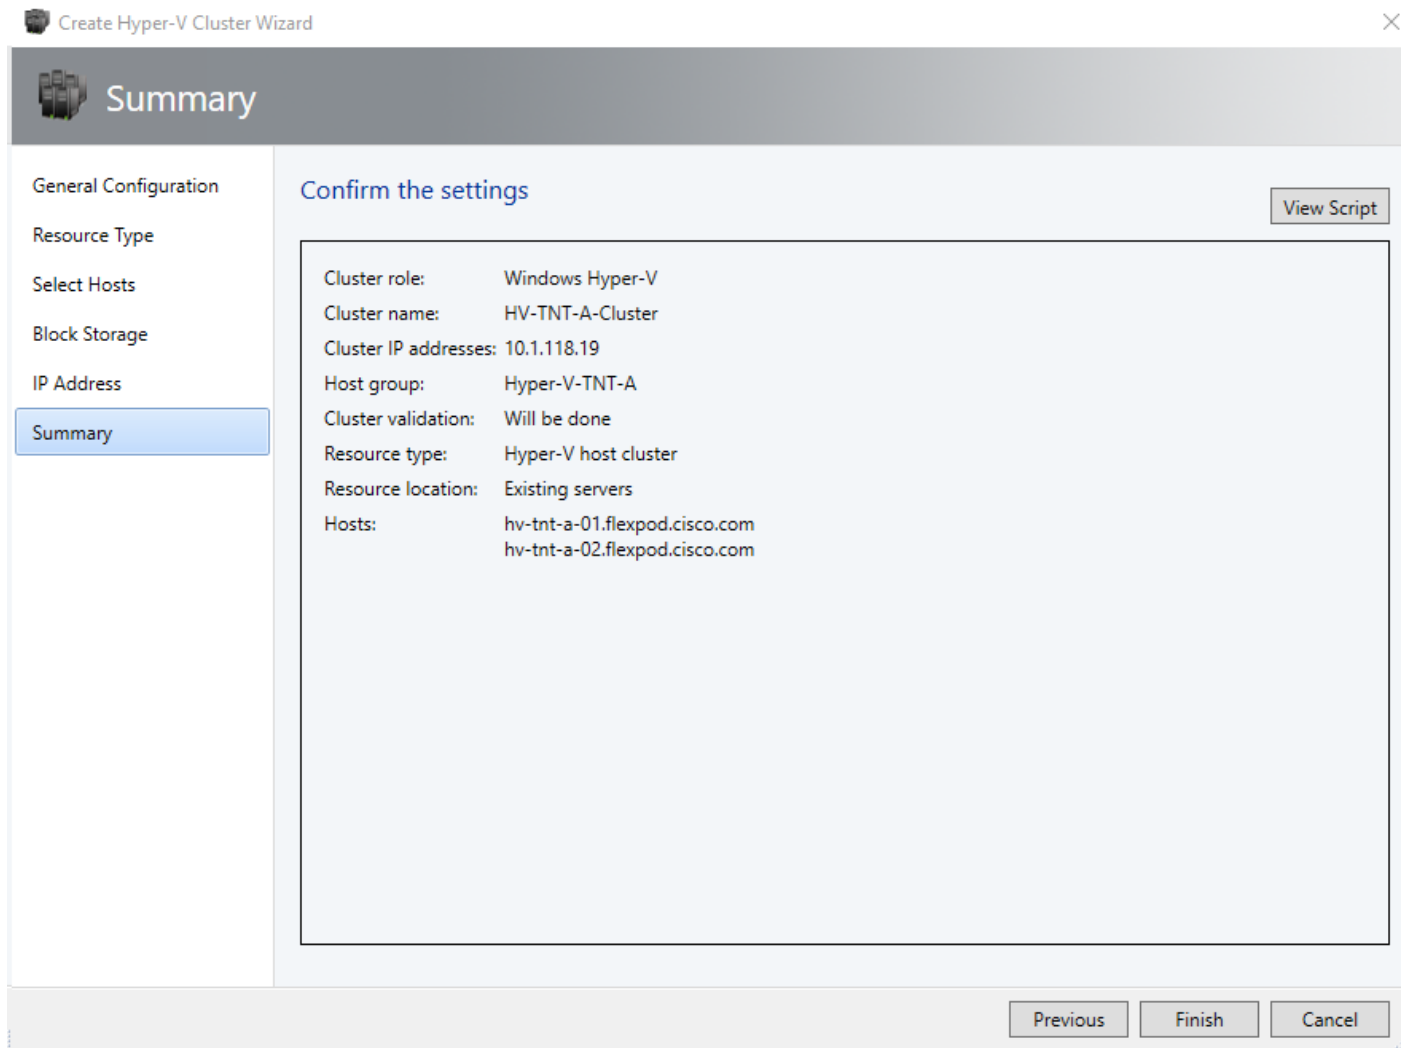 Create Hyper-V Cluster Wizard
Summary
General Configuration
Resource Type
Select Hosts
Block Storage
IP Address
Summary
Confirm the settings
View Script
Cluster role: Windows Hyper-V
Cluster name: HV-TNT-A-Cluster
Cluster IP addresses: 10.1.118.19
Host group: Hyper-V-TNT-A
Cluster validation: Will be done
Resource type: Hyper-V host cluster
Resource location: Existing servers
Hosts: hv-tnt-a-01.flexpod.cisco.com
hv-tnt-a-02.flexpod.cisco.com
Previous Finish Cancel